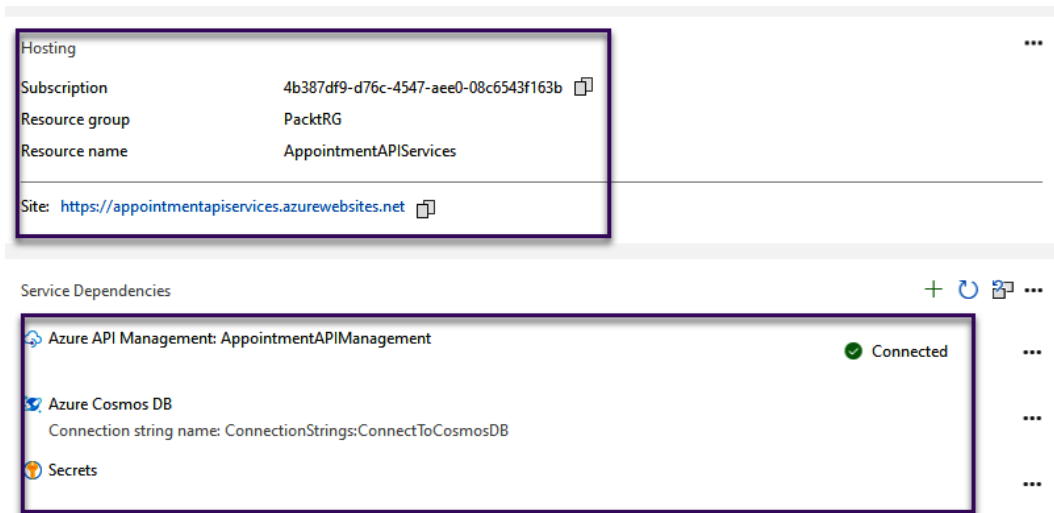 Hosting
Subscription 4b387df9-d76c-4547-aee0-08c6543f163b
Resource group PacktRG
Resource name AppointmentAPIServices
Site: https://appointmentapiservices.azurewebsites.net
Service Dependencies
Azure API Management: AppointmentAPIManagement
Connected
Azure Cosmos DB
Connection string name: ConnectionStrings:ConnectToCosmosDB
Secrets